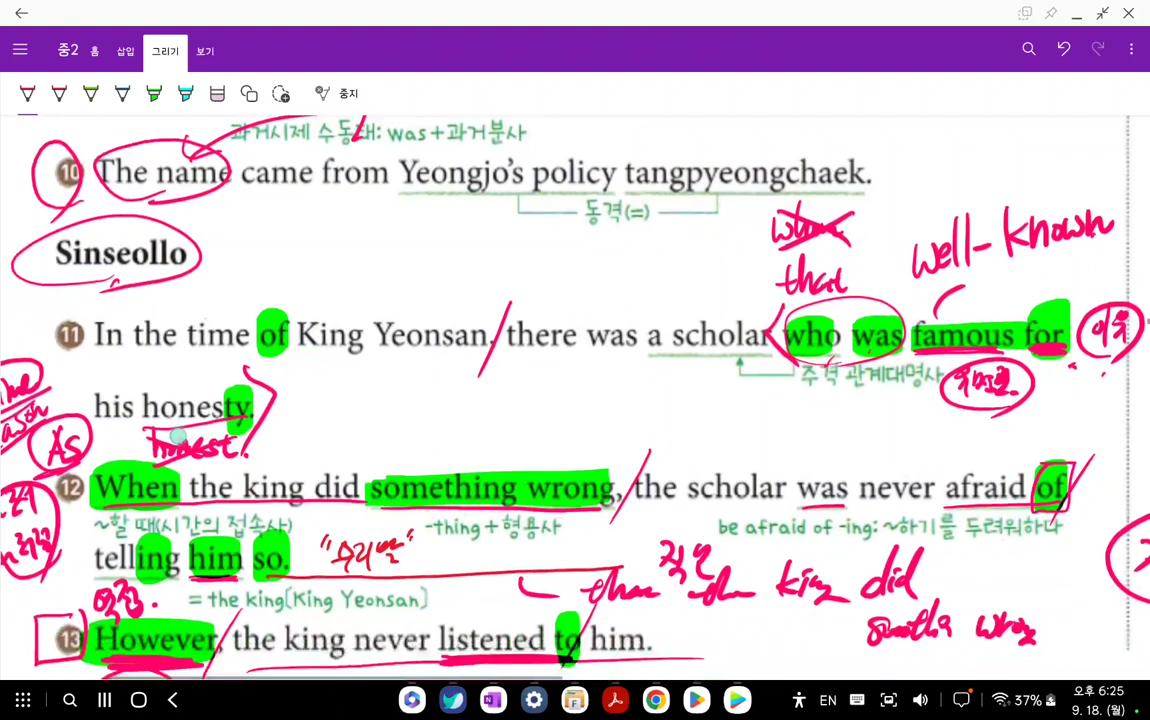 중2 홈 삽입 그리기 보기
중지
과거시제 수동태: was+과거분사
10 The name came from Yeongjo's policy tangpyeongchaek.
동격(=)
Sinseollo
that
well-known
11 In the time of King Yeonsan, there was a scholar who was famous for
주격 관계대명사
his honesty.
honest.
As
12 When the king did something wrong, the scholar was never afraid of
~할 때(시간의 접속사) -thing+형용사 be afraid of -ing: ~하기를 두려워하다
telling him so.
king did
= the king(King Yeonsan)
13 However, the king never listened to him.
EN 37% 오후 6:25
9. 18. (월)